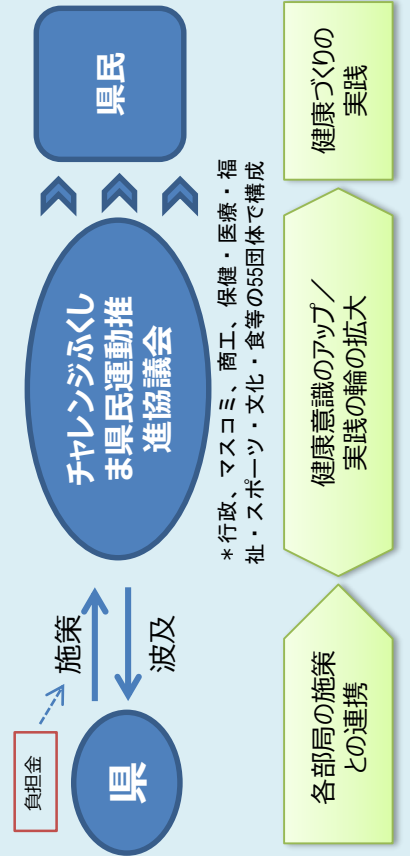 負担金
県
施策
波及
チャレンジふくし
ま県民運動推
進協議会
県民
*行政、マスコミ、商工、保健・医療・福
祉・スポーツ・文化・食等の55団体で構成
各部局の施策
との連携
健康意識のアップ／
実践の輪の拡大
健康づくりの
実践